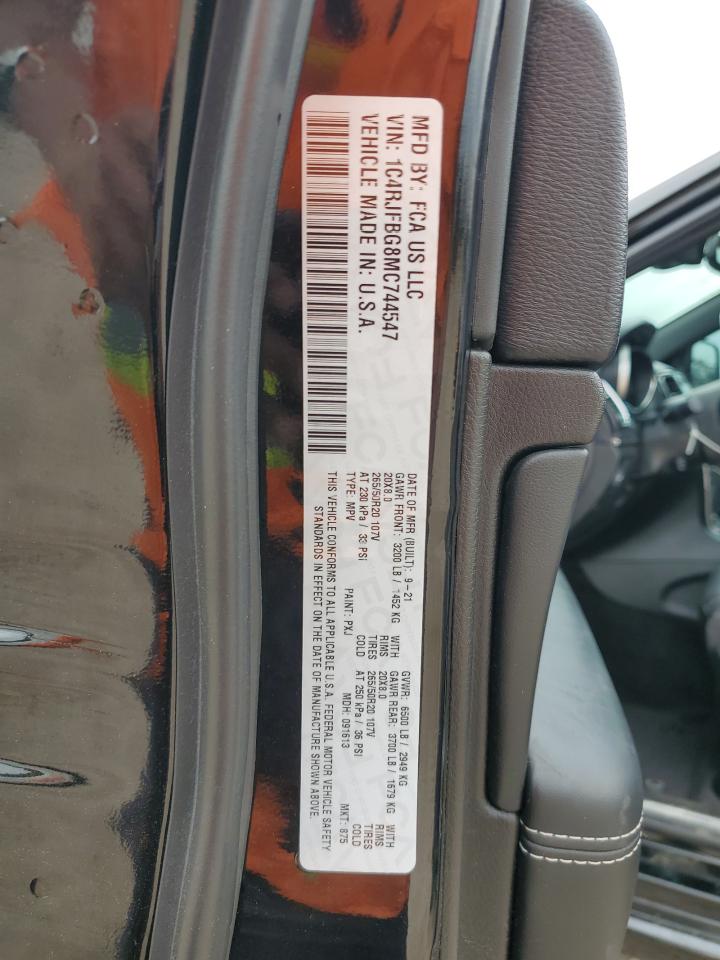 MFD BY: FCA US LLC
VIN: 1C4RJFBG8MC744547
VEHICLE MADE IN: U.S.A.
DATE OF MFR (BUILT): 9-21 GVWR: 6500 LB / 2949 KG
GAWR FRONT: 3200 LB / 1452 KG WITH GAWR REAR: 3700 LB / 1679 KG WITH
20X8.0 RIMS 20X8.0 RIMS
265/50R20 107V TIRES 265/50R20 107V TIRES
AT 230 kPa / 33 PSI COLD AT 250 kPa / 36 PSI COLD
TYPE: MPV PAINT: PXJ MDH: 091613 MKT: 875
THIS VEHICLE CONFORMS TO ALL APPLICABLE U.S.A. FEDERAL MOTOR VEHICLE SAFETY
STANDARDS IN EFFECT ON THE DATE OF MANUFACTURE SHOWN ABOVE.